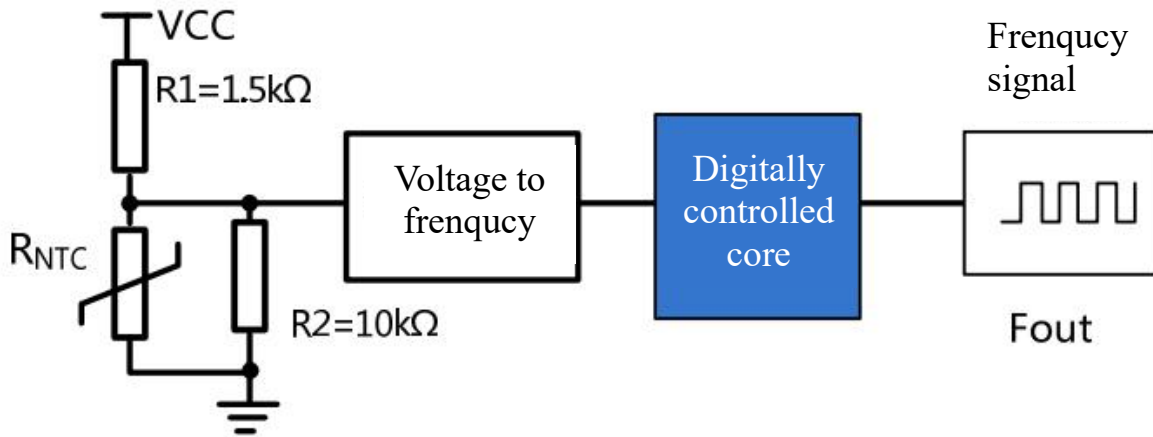 VCC
R1=1.5kΩ
RNTC
R2=10kΩ
Voltage to
frenqucy
Digitally
controlled
core
Frenqucy
signal
Fout